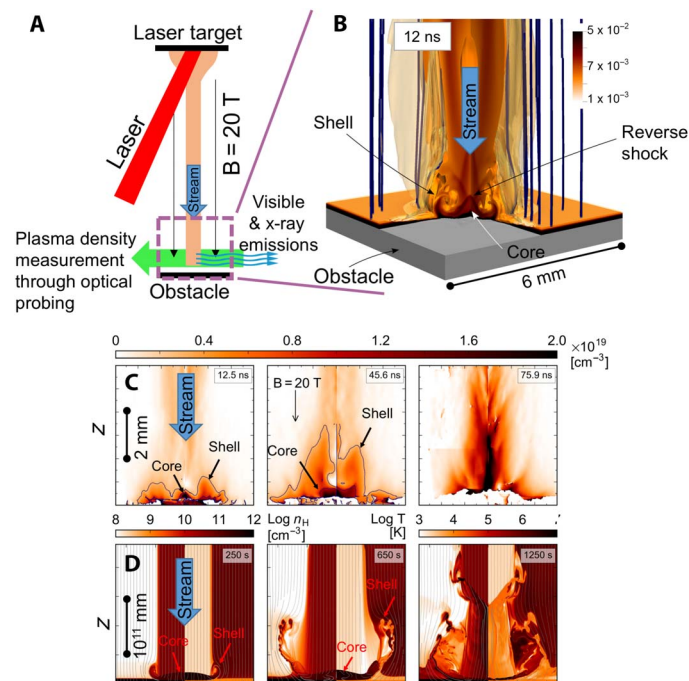 A
Laser target
Laser
B = 20 T
Stream
Visible
& x-ray
emissions
Plasma density
measurement
through optical
probing
Obstacle
B
12 ns
5 x 10⁻²
7 x 10⁻³
1 x 10⁻³
Stream
Shell
Reverse
shock
Core
Obstacle
6 mm
0 0.4 0.8 1.2 1.6 2.0
×10¹⁹
[cm⁻³]
C
12.5 ns
Stream
Z
2 mm
Core
Shell
45.6 ns
B = 20 T
Shell
Core
75.9 ns
8 9 10 11 12
Log n_H
[cm⁻³]
Log T
[K]
3 4 5 6 7
D
250 s
Stream
Z
10¹¹ mm
Core
Shell
650 s
Shell
Core
1250 s